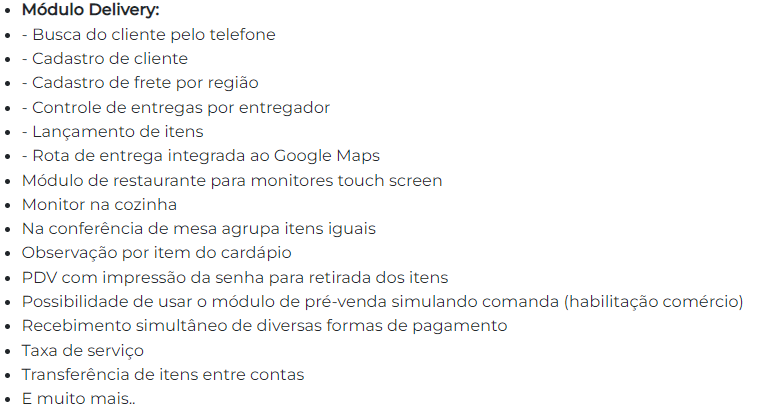 • Módulo Delivery:
• - Busca do cliente pelo telefone
• - Cadastro de cliente
• - Cadastro de frete por região
• - Controle de entregas por entregador
• - Lançamento de itens
• - Rota de entrega integrada ao Google Maps
• Módulo de restaurante para monitores touch screen
• Monitor na cozinha
• Na conferência de mesa agrupa itens iguais
• Observação por item do cardápio
• PDV com impressão da senha para retirada dos itens
• Possibilidade de usar o módulo de pré-venda simulando comanda (habilitação comércio)
• Recebimento simultâneo de diversas formas de pagamento
• Taxa de serviço
• Transferência de itens entre contas
• E muito mais..